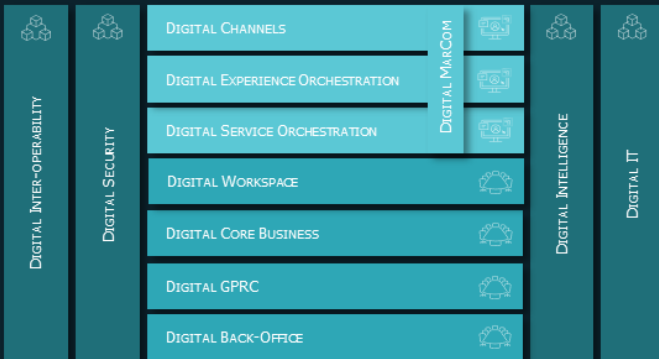 Digital Inter-operability
Digital Security
Digital Channels
Digital Experience Orchestration
Digital Service Orchestration
Digital MarCom
Digital Workspace
Digital Core Business
Digital GPRC
Digital Back-Office
Digital Intelligence
Digital IT